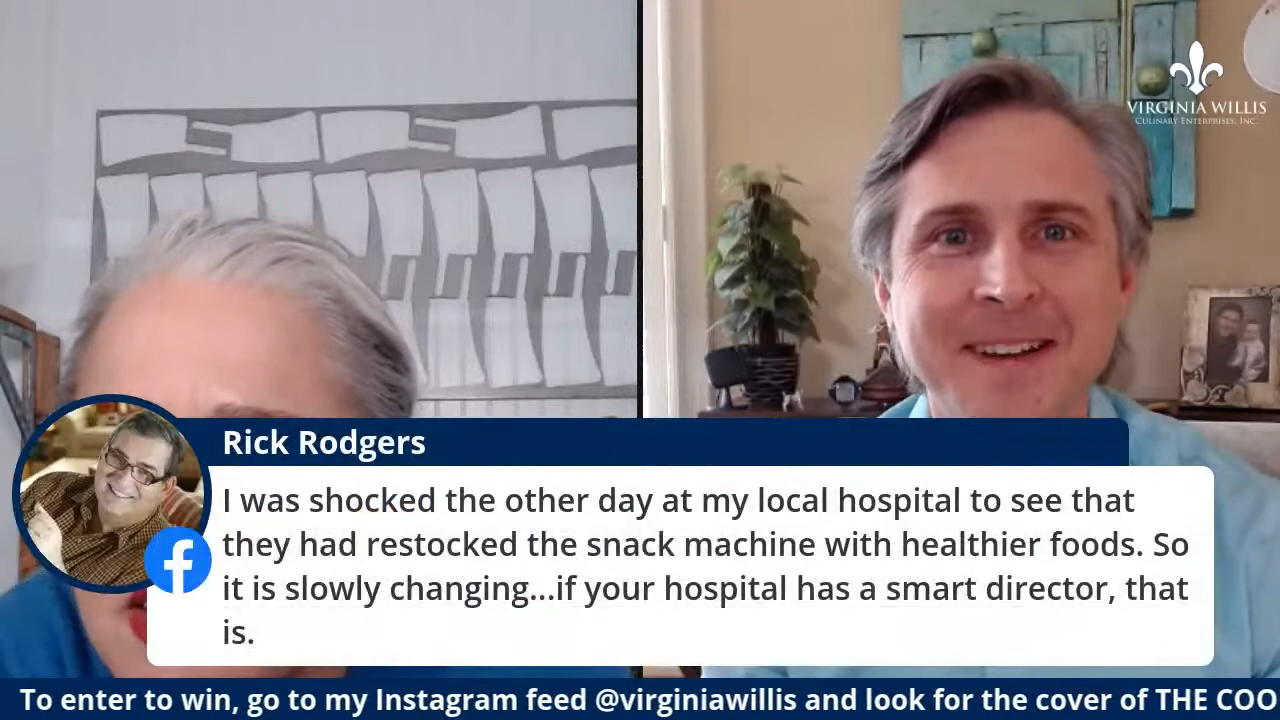 VIRGINIA WILLIS
CULINARY ENTERPRISES, INC.
Rick Rodgers
I was shocked the other day at my local hospital to see that
they had restocked the snack machine with healthier foods. So
it is slowly changing...if your hospital has a smart director, that
is.
To enter to win, go to my Instagram feed @virginiawillis and look for the cover of THE COO